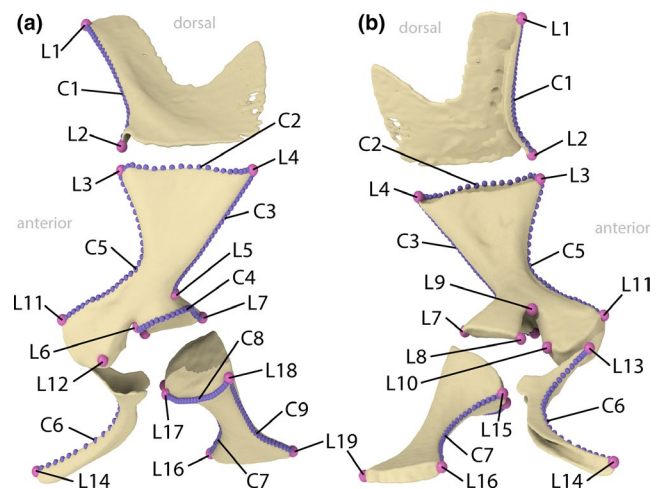 (a)
dorsal
L1
C1
L2
C2
L3
L4
C3
anterior
C5
L5
C4
L11
L7
L6
C8
L12
L18
C6
C9
L17
L14
L16
C7
L19
(b)
dorsal
L1
C1
C2
L2
L4
L3
C3
anterior
C5
L9
L11
L7
L8
L10
L13
L15
C6
C7
L16
L14